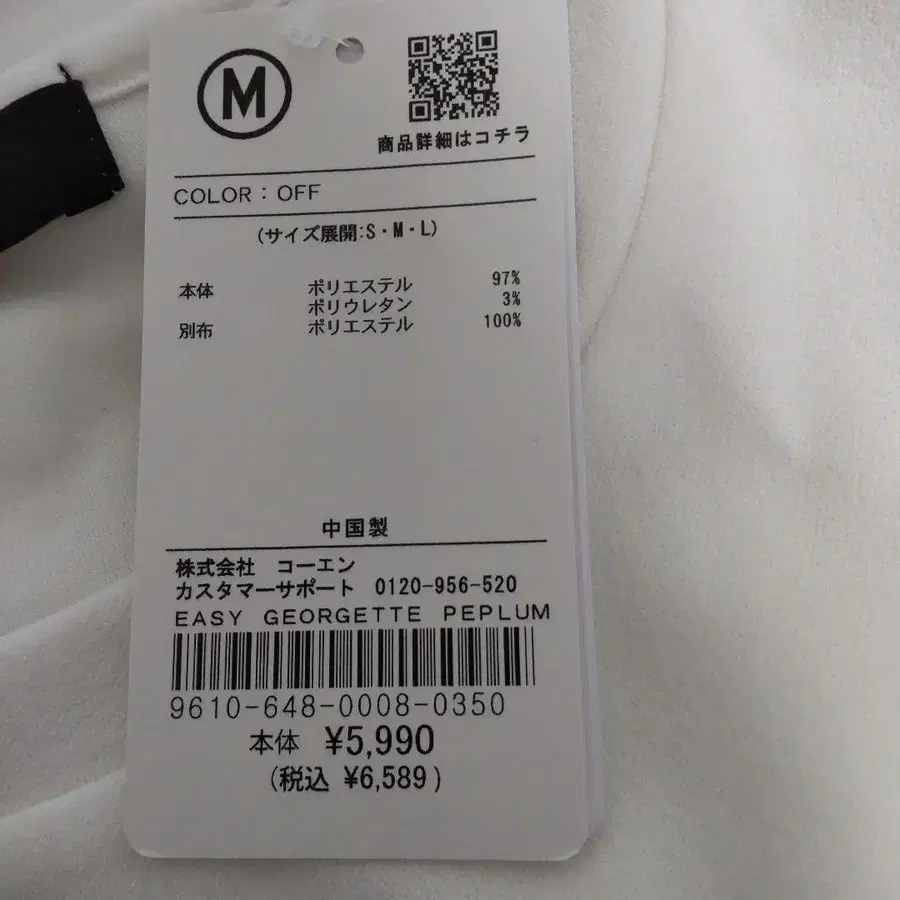 M
商品詳細はコチラ
COLOR：OFF
(サイズ展開:S・M・L)
本体 ポリエステル 97%
ポリウレタン 3%
別布 ポリエステル 100%
中国製
株式会社 コーエン
カスタマーサポート 0120-956-520
EASY GEORGETTE PEPLUM
9610-648-0008-0350
本体 ¥5,990
(税込 ¥6,589)